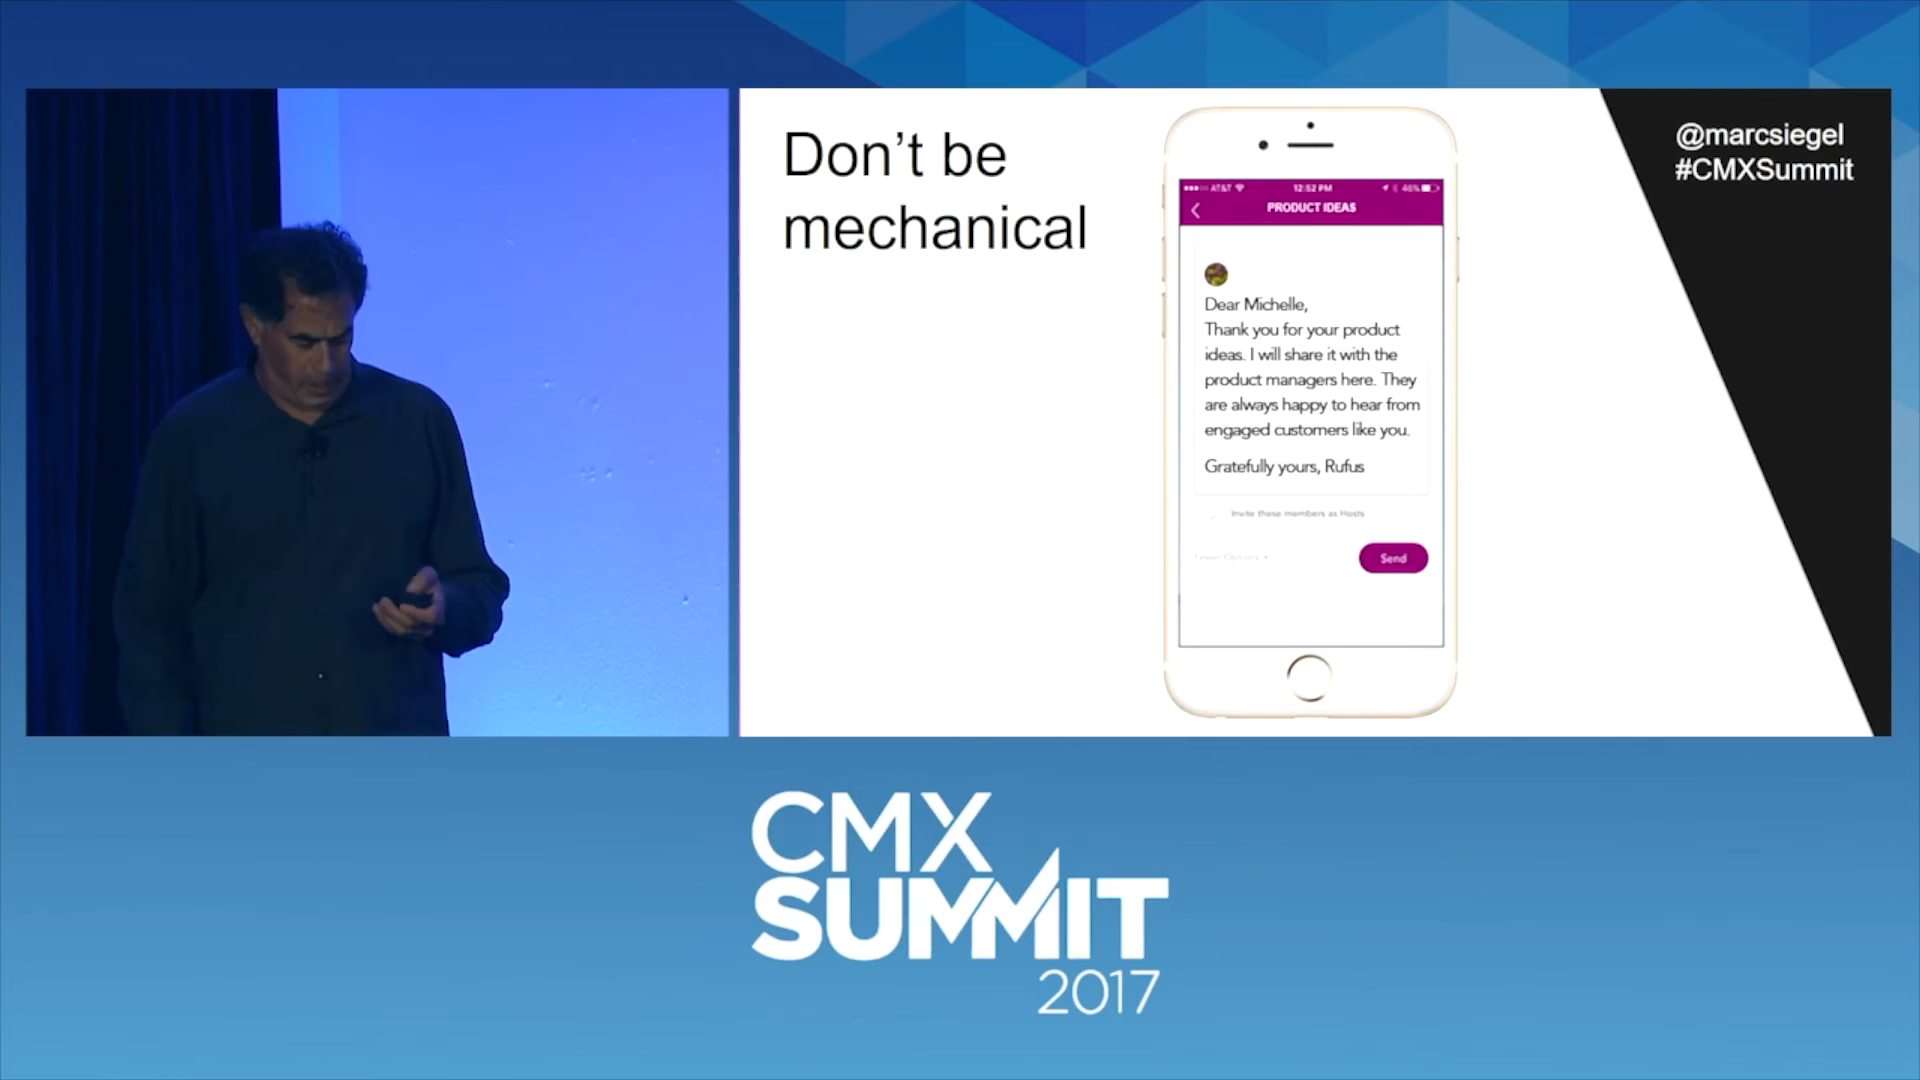 Don't be
mechanical
@marcsiegel
#CMXSummit
AT&T 12:52 PM 46%
PRODUCT IDEAS
Dear Michelle,
Thank you for your product
ideas. I will share it with the
product managers here. They
are always happy to hear from
engaged customers like you.
Gratefully yours, Rufus
Invite these members as Hosts
Fewer Options
Send
CMX
SUMMIT
2017